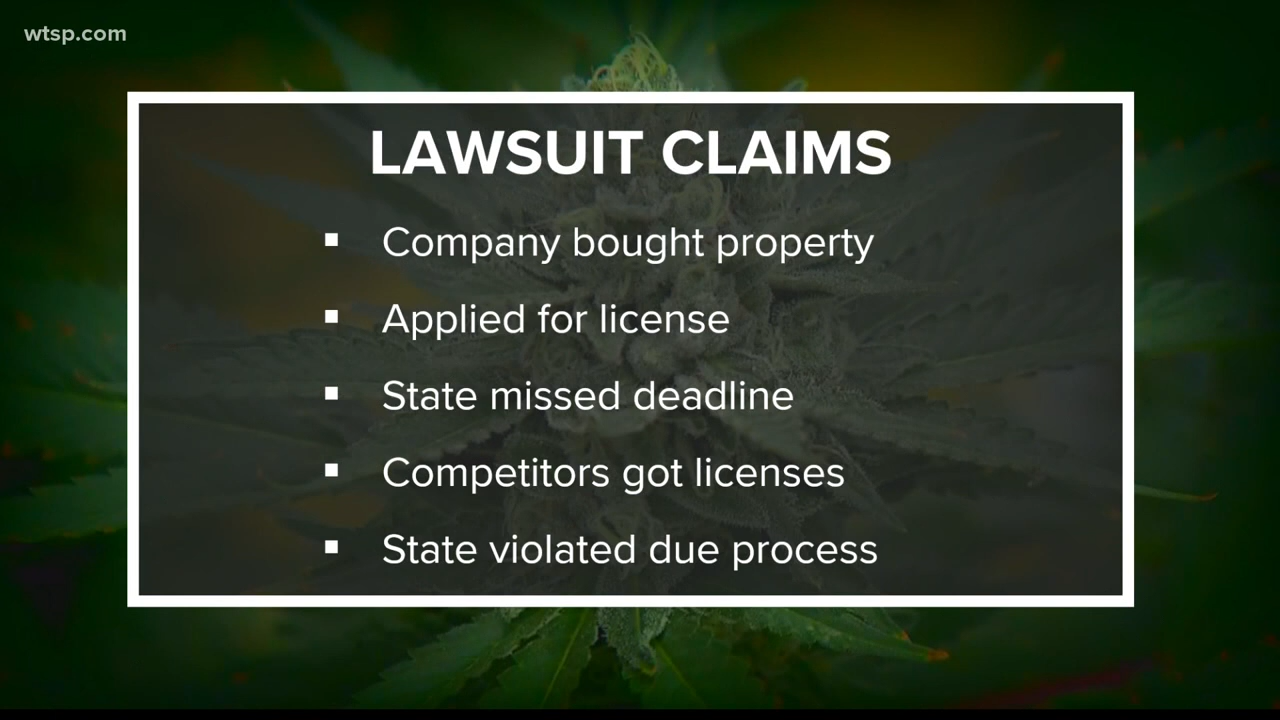 wtsp.com
LAWSUIT CLAIMS
▪ Company bought property
▪ Applied for license
▪ State missed deadline
▪ Competitors got licenses
▪ State violated due process